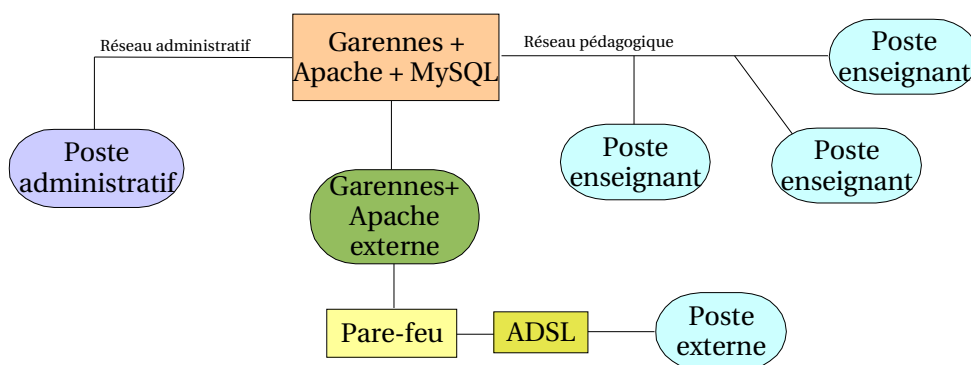 Réseau administratif
Garennes +
Apache + MySQL
Réseau pédagogique
Poste
enseignant
Poste
administratif
Poste
enseignant
Poste
enseignant
Garennes+
Apache
externe
Pare-feu
ADSL
Poste
externe